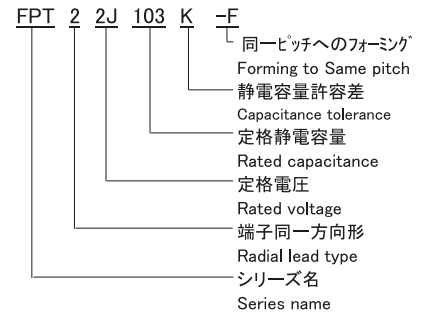 FPT 2 2J 103 K -F
同一ﾋﾟｯﾁへのﾌｫｰﾐﾝｸﾞ
Forming to Same pitch
静電容量許容差
Capacitance tolerance
定格静電容量
Rated capacitance
定格電圧
Rated voltage
端子同一方向形
Radial lead type
シリーズ名
Series name